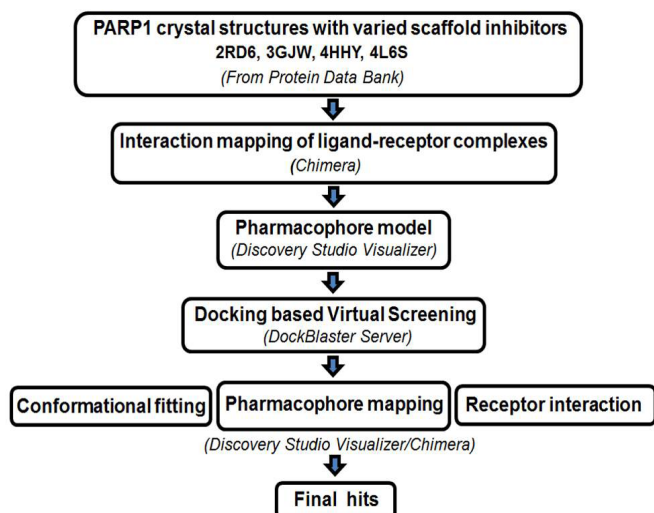 PARP1 crystal structures with varied scaffold inhibitors
2RD6, 3GJW, 4HHY, 4L6S
(From Protein Data Bank)
Interaction mapping of ligand-receptor complexes
(Chimera)
Pharmacophore model
(Discovery Studio Visualizer)
Docking based Virtual Screening
(DockBlaster Server)
Conformational fitting
Pharmacophore mapping
Receptor interaction
(Discovery Studio Visualizer/Chimera)
Final hits